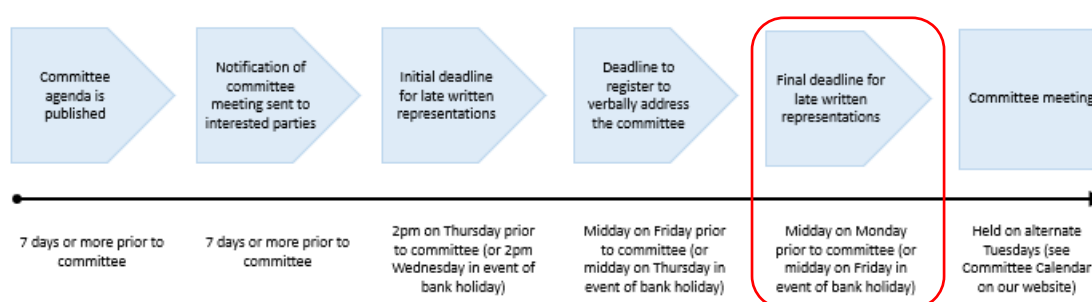 Committee
agenda is
published
Notification of
committee
meeting sent to
interested parties
Initial deadline
for late written
representations
Deadline to
register to
verbally address
the committee
Final deadline for
late written
representations
Committee meeting
7 days or more prior to
committee
7 days or more prior to
committee
2pm on Thursday prior
to committee (or 2pm
Wednesday in event of
bank holiday)
Midday on Friday prior
to committee (or
midday on Thursday in
event of bank holiday)
Midday on Monday
prior to committee (or
midday on Friday in
event of bank holiday)
Held on alternate
Tuesdays (see
Committee Calendar
on our website)